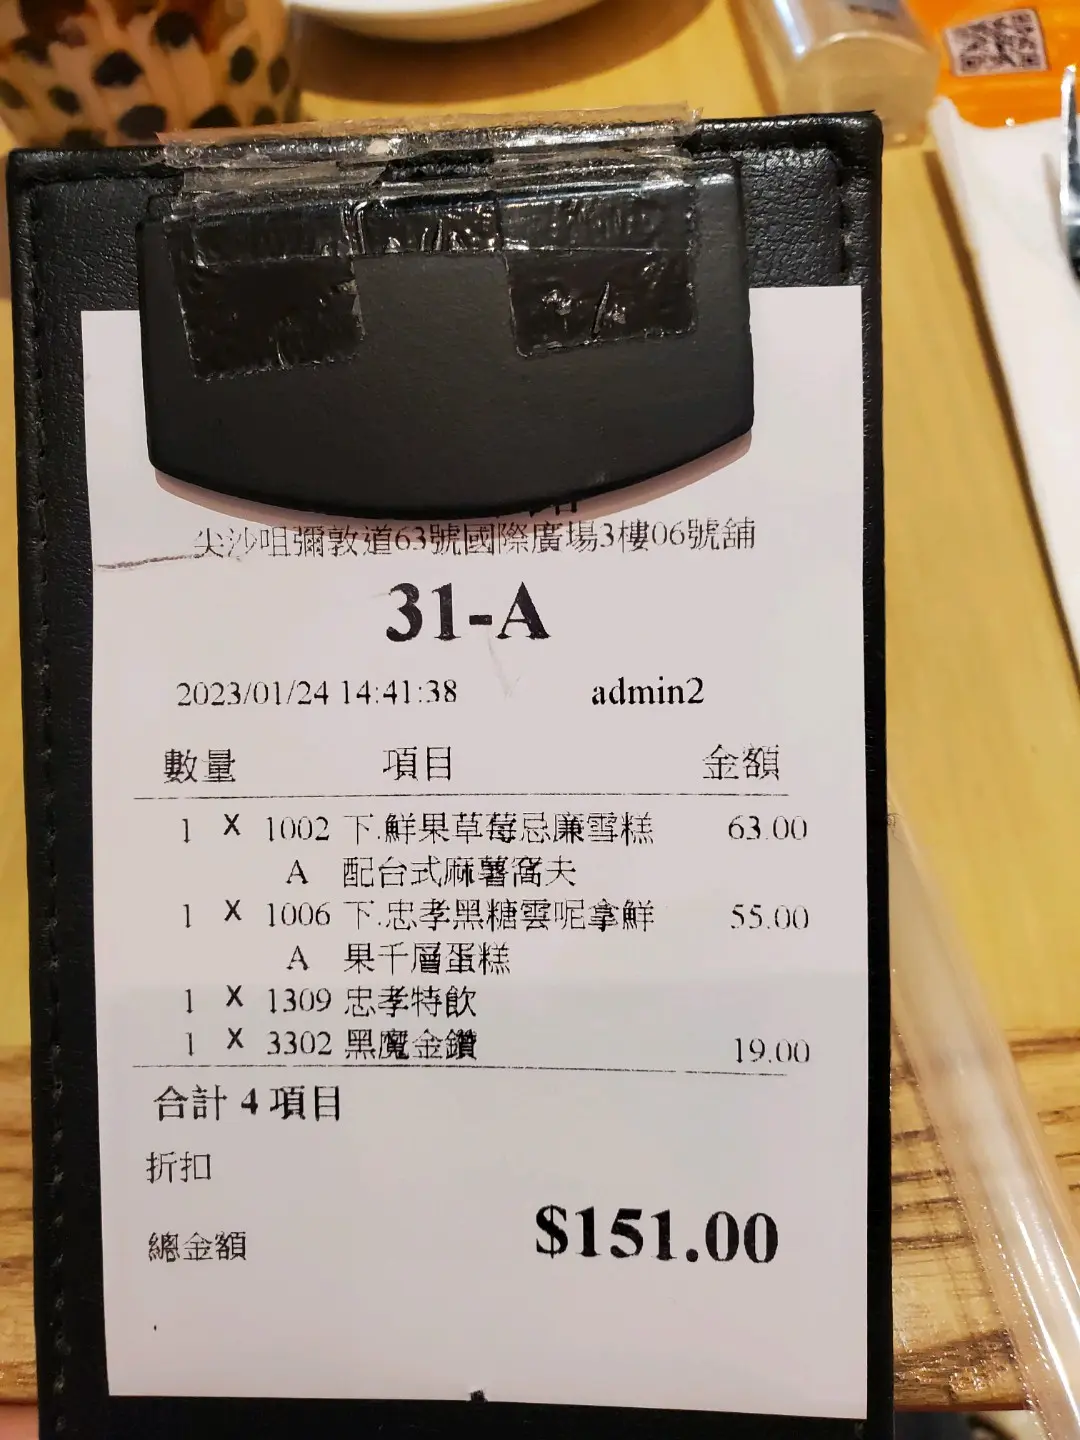 尖沙咀彌敦道63號國際廣場3樓06號舖
31-A
2023/01/24 14:41:38 admin2
數量 項目 金額
1 X 1002 下.鮮果草莓忌廉雪糕 63.00
A 配台式麻薯窩夫
1 X 1006 下.忠孝黑糖雲呢拿鮮 55.00
A 果千層蛋糕
1 X 1309 忠孝特飲
1 X 3302 黑魔金鑽 19.00
合計 4 項目
折扣
總金額 $151.00